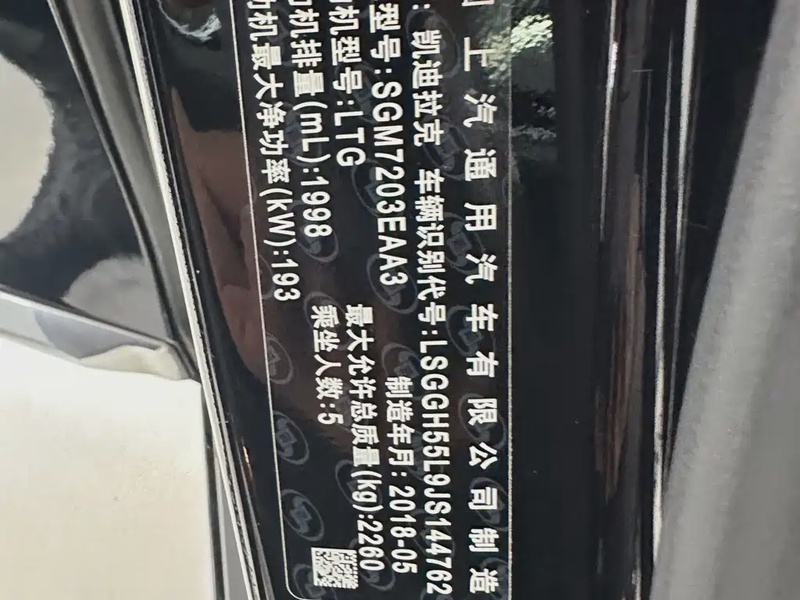 上汽通用汽车有限公司制造
: 凯迪拉克 车辆识别代号:LSGGH55L9JS144762
型号:SGM7203EAA3 制造年月: 2018-05
机型号:LTG 最大允许总质量(kg):2260
机排量(mL):1998 乘坐人数:5
动机最大净功率(kW):193